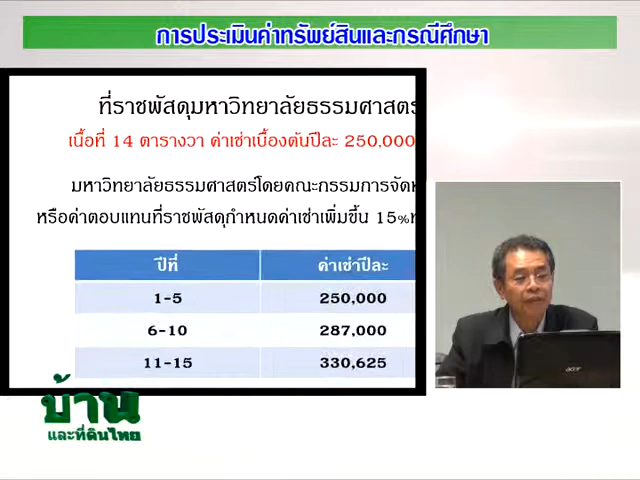 การประเมินค่าทรัพย์สินและกรณีศึกษา
ที่ราชพัสดุมหาวิทยาลัยธรรมศาสตร
เนื้อที่ 14 ตารางวา ค่าเช่าเบื้องต้นปีละ 250,000
มหาวิทยาลัยธรรมศาสตร์โดยคณะกรรมการจัดห
หรือค่าตอบแทนที่ราชพัสดุกำหนดค่าเช่าเพิ่มขึ้น 15%ท
ปีที่ ค่าเช่าปีละ
1-5 250,000
6-10 287,000
11-15 330,625
acer
บ้าน
และที่ดินไทย